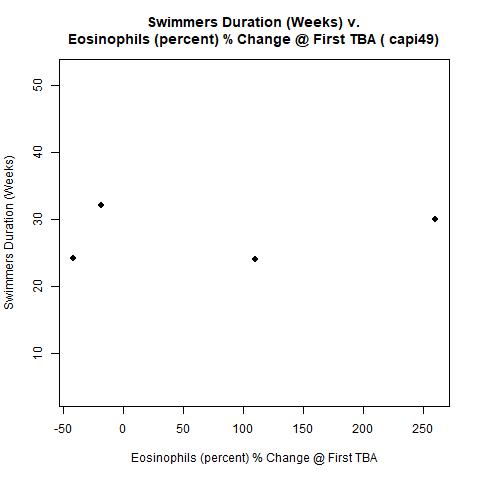 Swimmers Duration (Weeks) v.
Eosinophils (percent) % Change @ First TBA ( capi49)
Swimmers Duration (Weeks)
50
40
30
20
10
-50 0 50 100 150 200 250
Eosinophils (percent) % Change @ First TBA